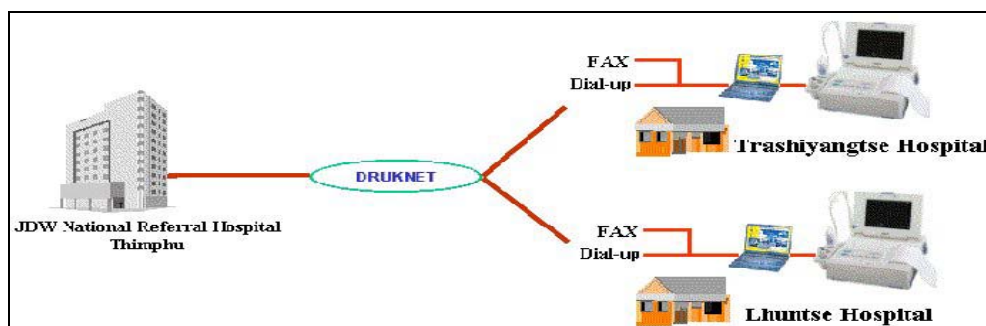 FAX
Dial-up
Trashiyangtse Hospital
DRUKNET
JDW National Referral Hospital
Thimphu
FAX
Dial-up
Lhuntse Hospital